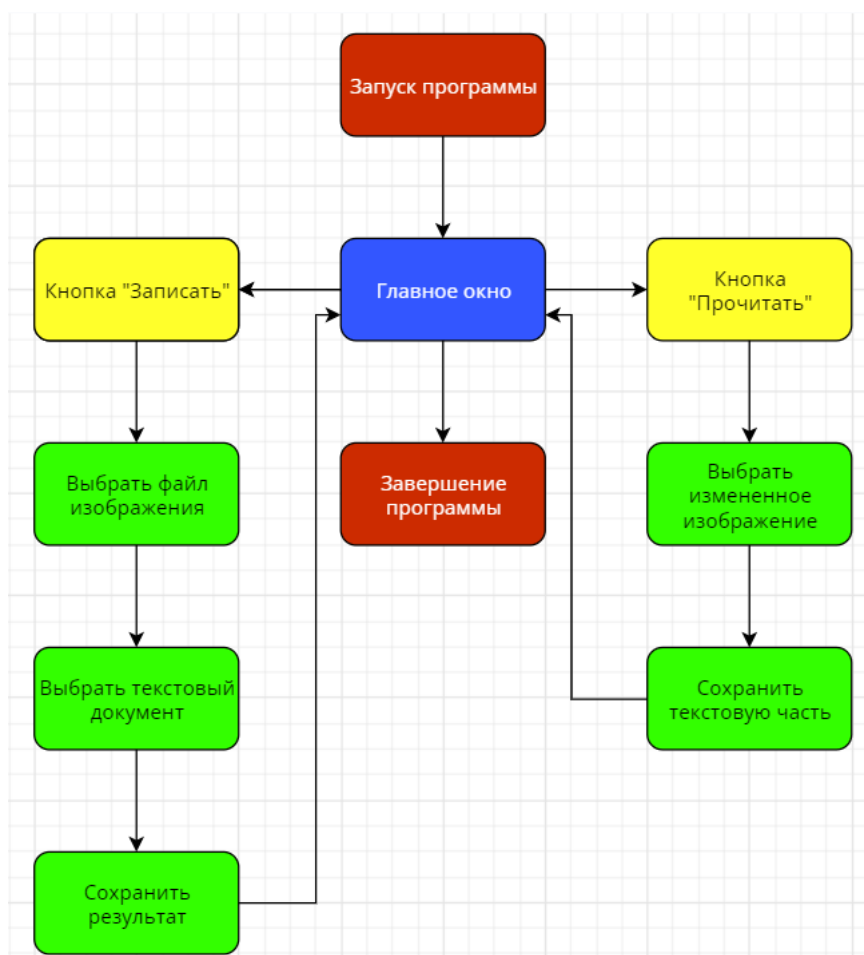 Запуск программы
Кнопка "Записать"
Главное окно
Кнопка
"Прочитать"
Выбрать файл
изображения
Завершение
программы
Выбрать
измененное
изображение
Выбрать текстовый
документ
Сохранить
текстовую часть
Сохранить
результат